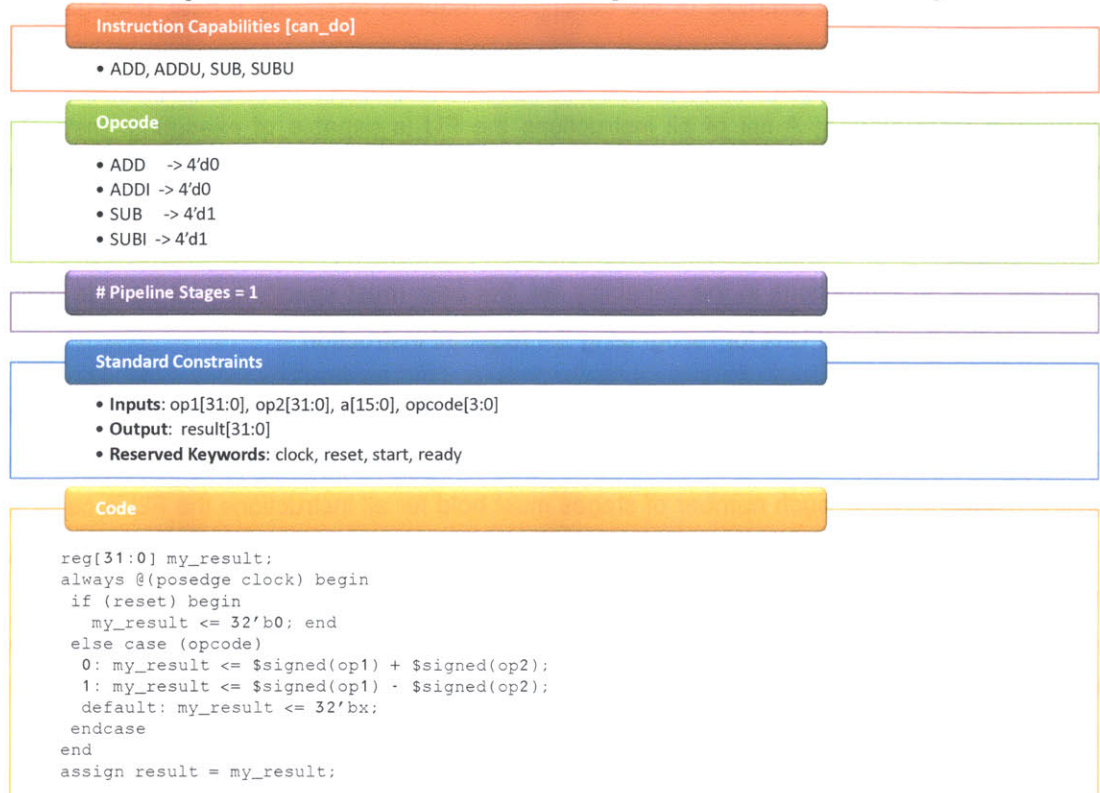 Instruction Capabilities [can_do]
• ADD, ADDU, SUB, SUBU
Opcode
• ADD -> 4'd0
• ADDI -> 4'd0
• SUB -> 4'd1
• SUBI -> 4'd1
# Pipeline Stages = 1
Standard Constraints
• Inputs: op1[31:0], op2[31:0], a[15:0], opcode[3:0]
• Output: result[31:0]
• Reserved Keywords: clock, reset, start, ready
Code
reg[31:0] my_result;
always @(posedge clock) begin
if (reset) begin
my_result <= 32'b0; end
else case (opcode)
0: my_result <= $signed(op1) + $signed(op2);
1: my_result <= $signed(op1) - $signed(op2);
default: my_result <= 32'bx;
endcase
end
assign result = my_result;